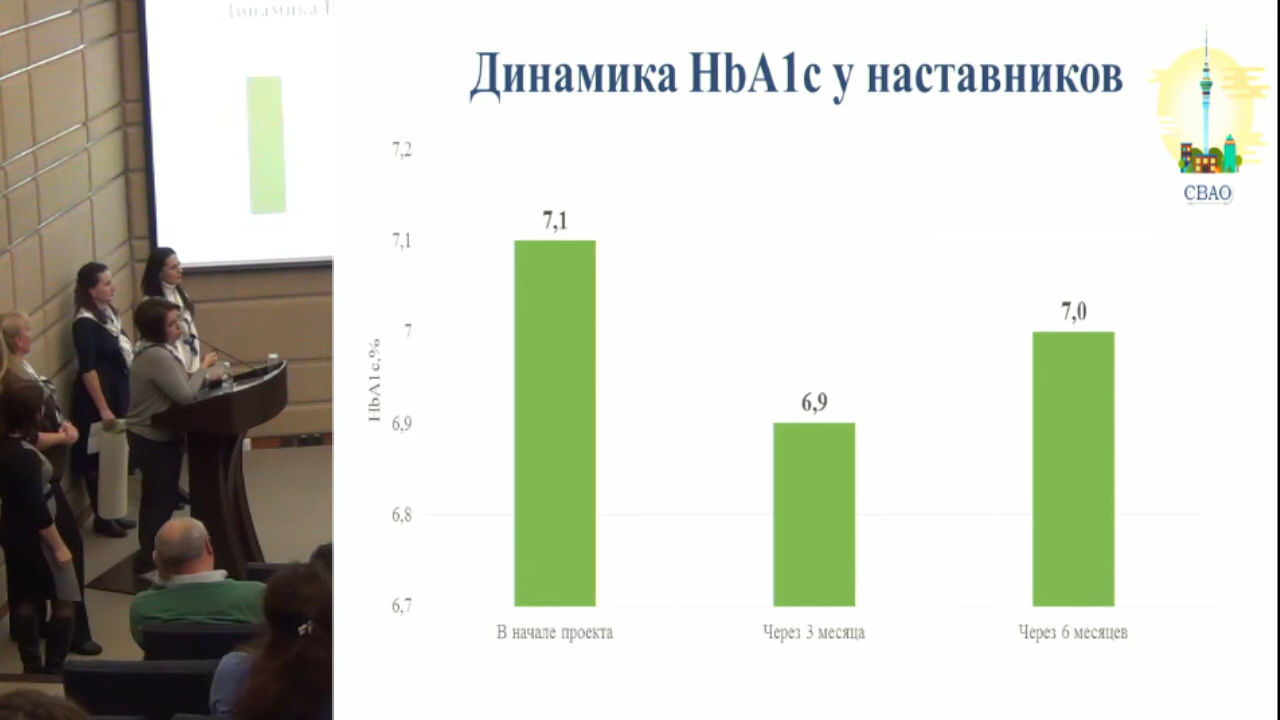 Динамика HbA1c у наставников
СВАО
7,2
7,1
7
6,9
6,8
6,7
HbA1c,%
7,1
6,9
7,0
В начале проекта
Через 3 месяца
Через 6 месяцев